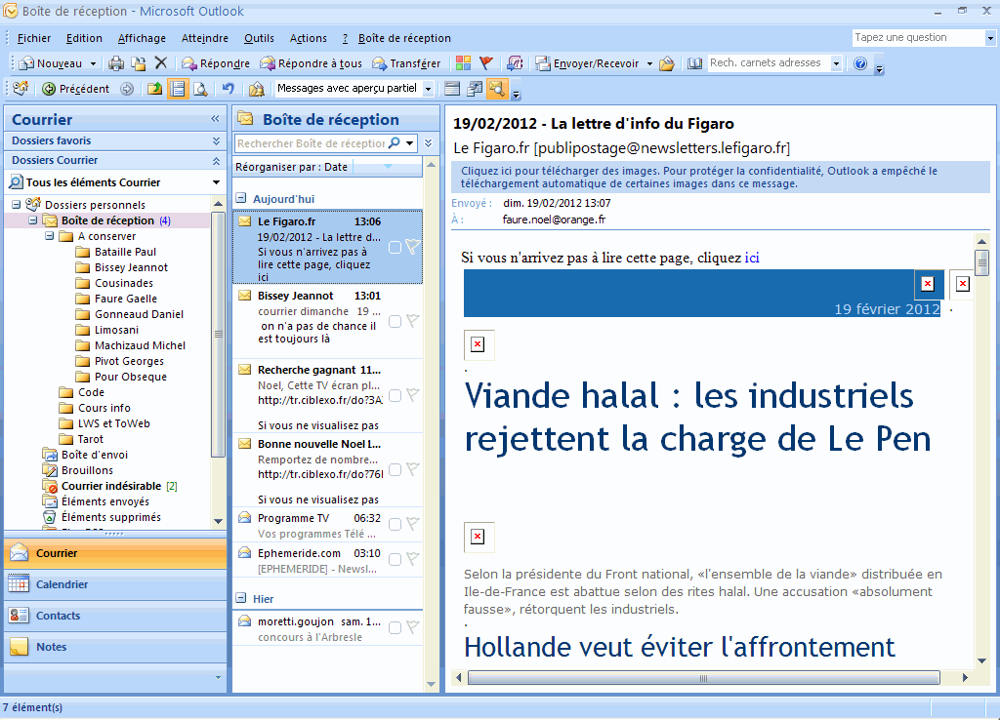 Boîte de réception - Microsoft Outlook
Fichier Edition Affichage Atteindre Outils Actions ? Boîte de réception
Tapez une question
Nouveau Répondre Répondre à tous Transférer Envoyer/Recevoir Rech. carnets adresses
Précédent Messages avec aperçu partiel
Courrier «
Dossiers favoris
Dossiers Courrier
Tous les éléments Courrier
Dossiers personnels
Boîte de réception (4)
A conserver
Bataille Paul
Bissey Jeannot
Cousinades
Faure Gaelle
Gonneaud Daniel
Limosani
Machizaud Michel
Pivot Georges
Pour Obseque
Code
Cours info
LWS et ToWeb
Tarot
Boîte d'envoi
Brouillons
Courrier indésirable [2]
Éléments envoyés
Éléments supprimés
Courrier
Calendrier
Contacts
Notes
Boîte de réception
Rechercher Boîte de réception
Réorganiser par : Date
Aujourd'hui
Le Figaro.fr 13:06
19/02/2012 - La lettre d...
Si vous n'arrivez pas à
lire cette page, cliquez
ici
Bissey Jeannot 13:01
courrier dimanche 19 ...
on n'a pas de chance il
est toujours là
Recherche gagnant 11...
Noel, Cette TV écran pl...
http://tr.ciblexo.fr/do?3A
Si vous ne visualisez pas
Bonne nouvelle Noel 1...
Remportez de nombre...
http://tr.ciblexo.fr/do?76
Si vous ne visualisez pas
Programme TV 06:32
Vos programmes Télé ...
Ephemeride.com 03:10
[EPHEMERIDE] - Newsl...
Hier
moretti.goujon sam. 1...
concours à l'Arbresle
19/02/2012 - La lettre d'info du Figaro
Le Figaro.fr [publipostage@newsletters.lefigaro.fr]
Cliquez ici pour télécharger des images. Pour protéger la confidentialité, Outlook a empêché le
téléchargement automatique de certaines images dans ce message.
Envoyé : dim. 19/02/2012 13:07
À : faure.noel@orange.fr
Si vous n'arrivez pas à lire cette page, cliquez ici
19 février 2012
Viande halal : les industriels
rejettent la charge de Le Pen
Selon la présidente du Front national, «l'ensemble de la viande» distribuée en
Ile-de-France est abattue selon des rites halal. Une accusation «absolument
fausse», rétorquent les industriels.
Hollande veut éviter l'affrontement
7 élément(s)